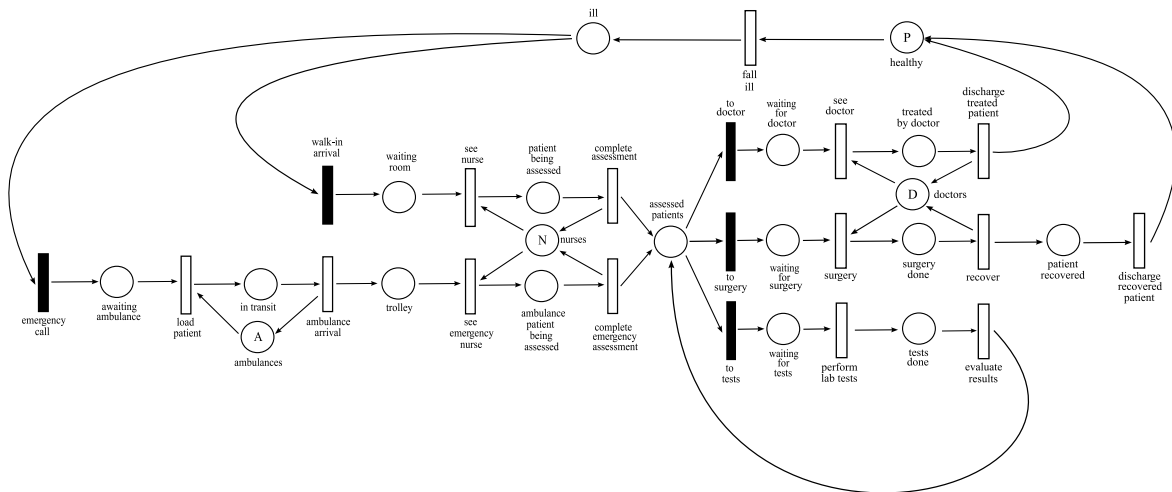 ill
P
healthy
fall
ill
to
doctor
waiting
for
doctor
see
doctor
treated
by doctor
discharge
treated
patient
walk-in
arrival
waiting
room
see
nurse
patient
being
assessed
complete
assessment
assessed
patients
D
doctors
N
nurses
emergency
call
awaiting
ambulance
load
patient
in transit
A
ambulances
ambulance
arrival
trolley
see
emergency
nurse
ambulance
patient
being
assessed
complete
emergency
assessment
to
surgery
waiting
for
surgery
surgery
surgery
done
recover
patient
recovered
discharge
recovered
patient
to
tests
waiting
for
tests
perform
lab tests
tests
done
evaluate
results